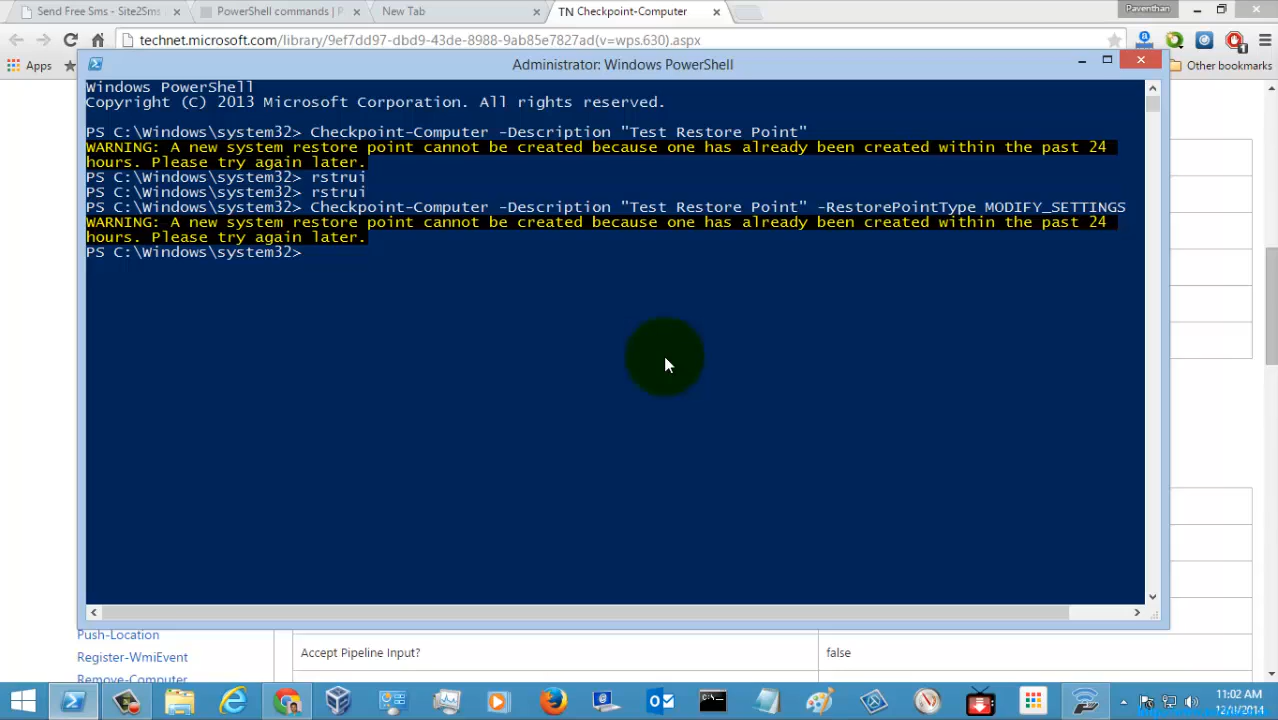 Send Free Sms - Site2Sms
PowerShell commands | P
New Tab
TN Checkpoint-Computer
Paventhan
technet.microsoft.com/library/9ef7dd97-dbd9-43de-8988-9ab85e7827ad(v=wps.630).aspx
Apps
Other bookmarks
Administrator: Windows PowerShell
Windows PowerShell
Copyright (C) 2013 Microsoft Corporation. All rights reserved.
PS C:\Windows\system32> Checkpoint-Computer -Description "Test Restore Point"
WARNING: A new system restore point cannot be created because one has already been created within the past 24
hours. Please try again later.
PS C:\Windows\system32> rstrui
PS C:\Windows\system32> rstrui
PS C:\Windows\system32> Checkpoint-Computer -Description "Test Restore Point" -RestorePointType MODIFY_SETTINGS
WARNING: A new system restore point cannot be created because one has already been created within the past 24
hours. Please try again later.
PS C:\Windows\system32>
Push-Location
Register-WmiEvent
Remove-Computer
Accept Pipeline Input?
false
11:02 AM